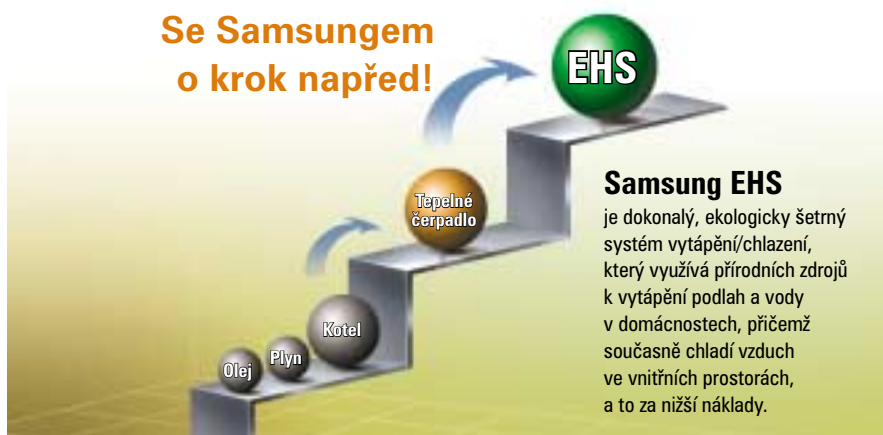 Se Samsungem
o krok napřed!
EHS
Tepelné
čerpadlo
Kotel
Plyn
Olej
Samsung EHS
je dokonalý, ekologicky šetrný
systém vytápění/chlazení,
který využívá přírodních zdrojů
k vytápění podlah a vody
v domácnostech, přičemž
současně chladí vzduch
ve vnitřních prostorách,
a to za nižší náklady.